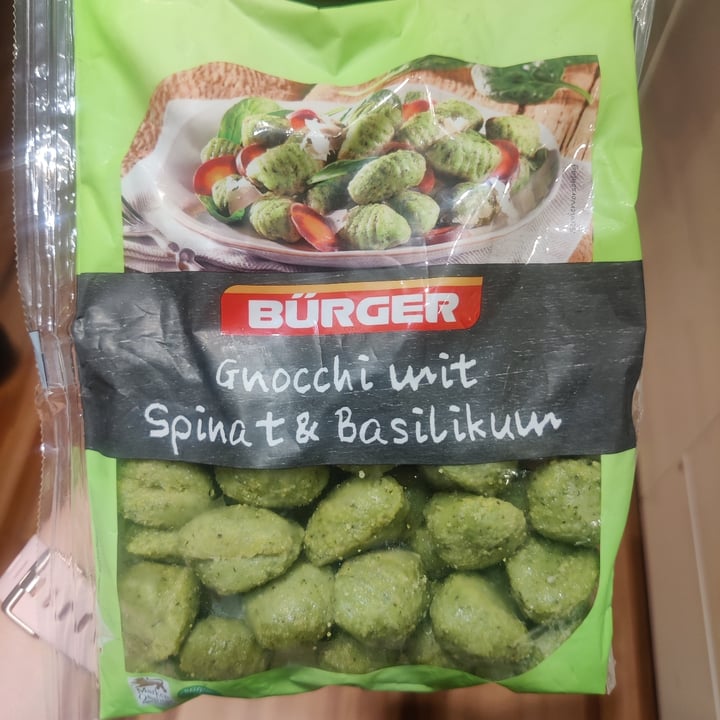 BÜRGER
Gnocchi mit
Spinat & Basilikum